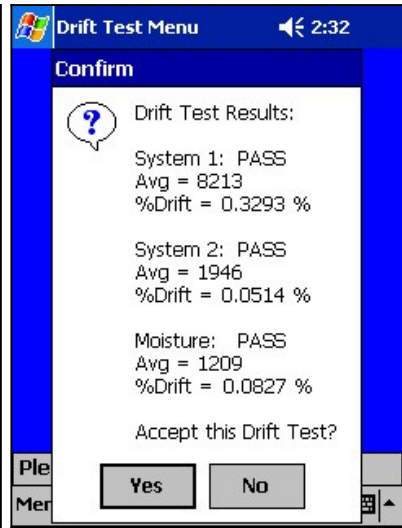 Drift Test Menu 2:32
Confirm
Drift Test Results:
System 1: PASS
Avg = 8213
%Drift = 0.3293 %
System 2: PASS
Avg = 1946
%Drift = 0.0514 %
Moisture: PASS
Avg = 1209
%Drift = 0.0827 %
Accept this Drift Test?
Ple
Yes No
Mer